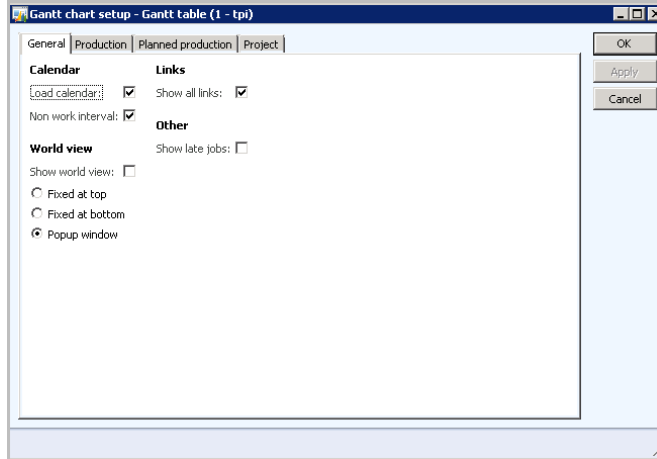 Gantt chart setup - Gantt table (1 - tpi)
General Production Planned production Project
OK
Apply
Cancel
Calendar
Load calendar:
Non work interval:
World view
Show world view:
Fixed at top
Fixed at bottom
Popup window
Links
Show all links:
Other
Show late jobs: